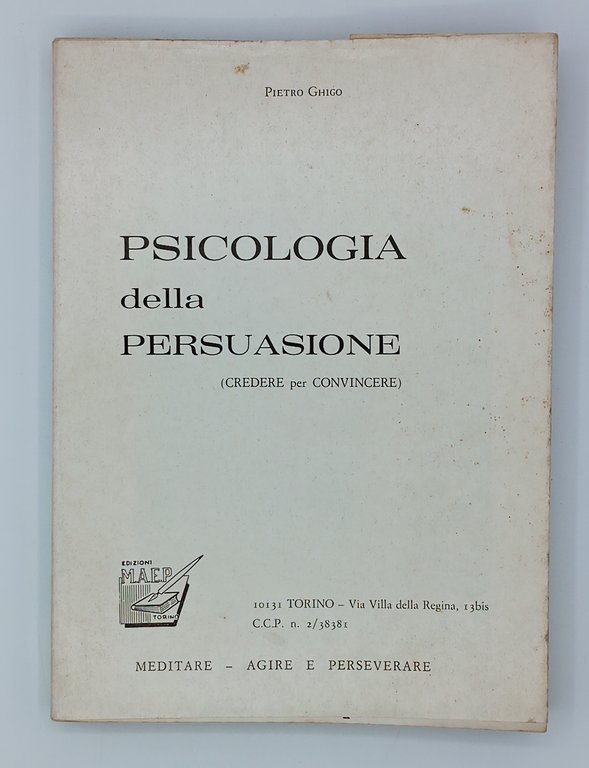 PIETRO GHIGO
PSICOLOGIA
della
PERSUASIONE
(CREDERE per CONVINCERE)
EDIZIONI
M.A.E.P.
TORINO
10131 TORINO – Via Villa della Regina, 13bis
C.C.P. n. 2/38381
MEDITARE – AGIRE E PERSEVERARE